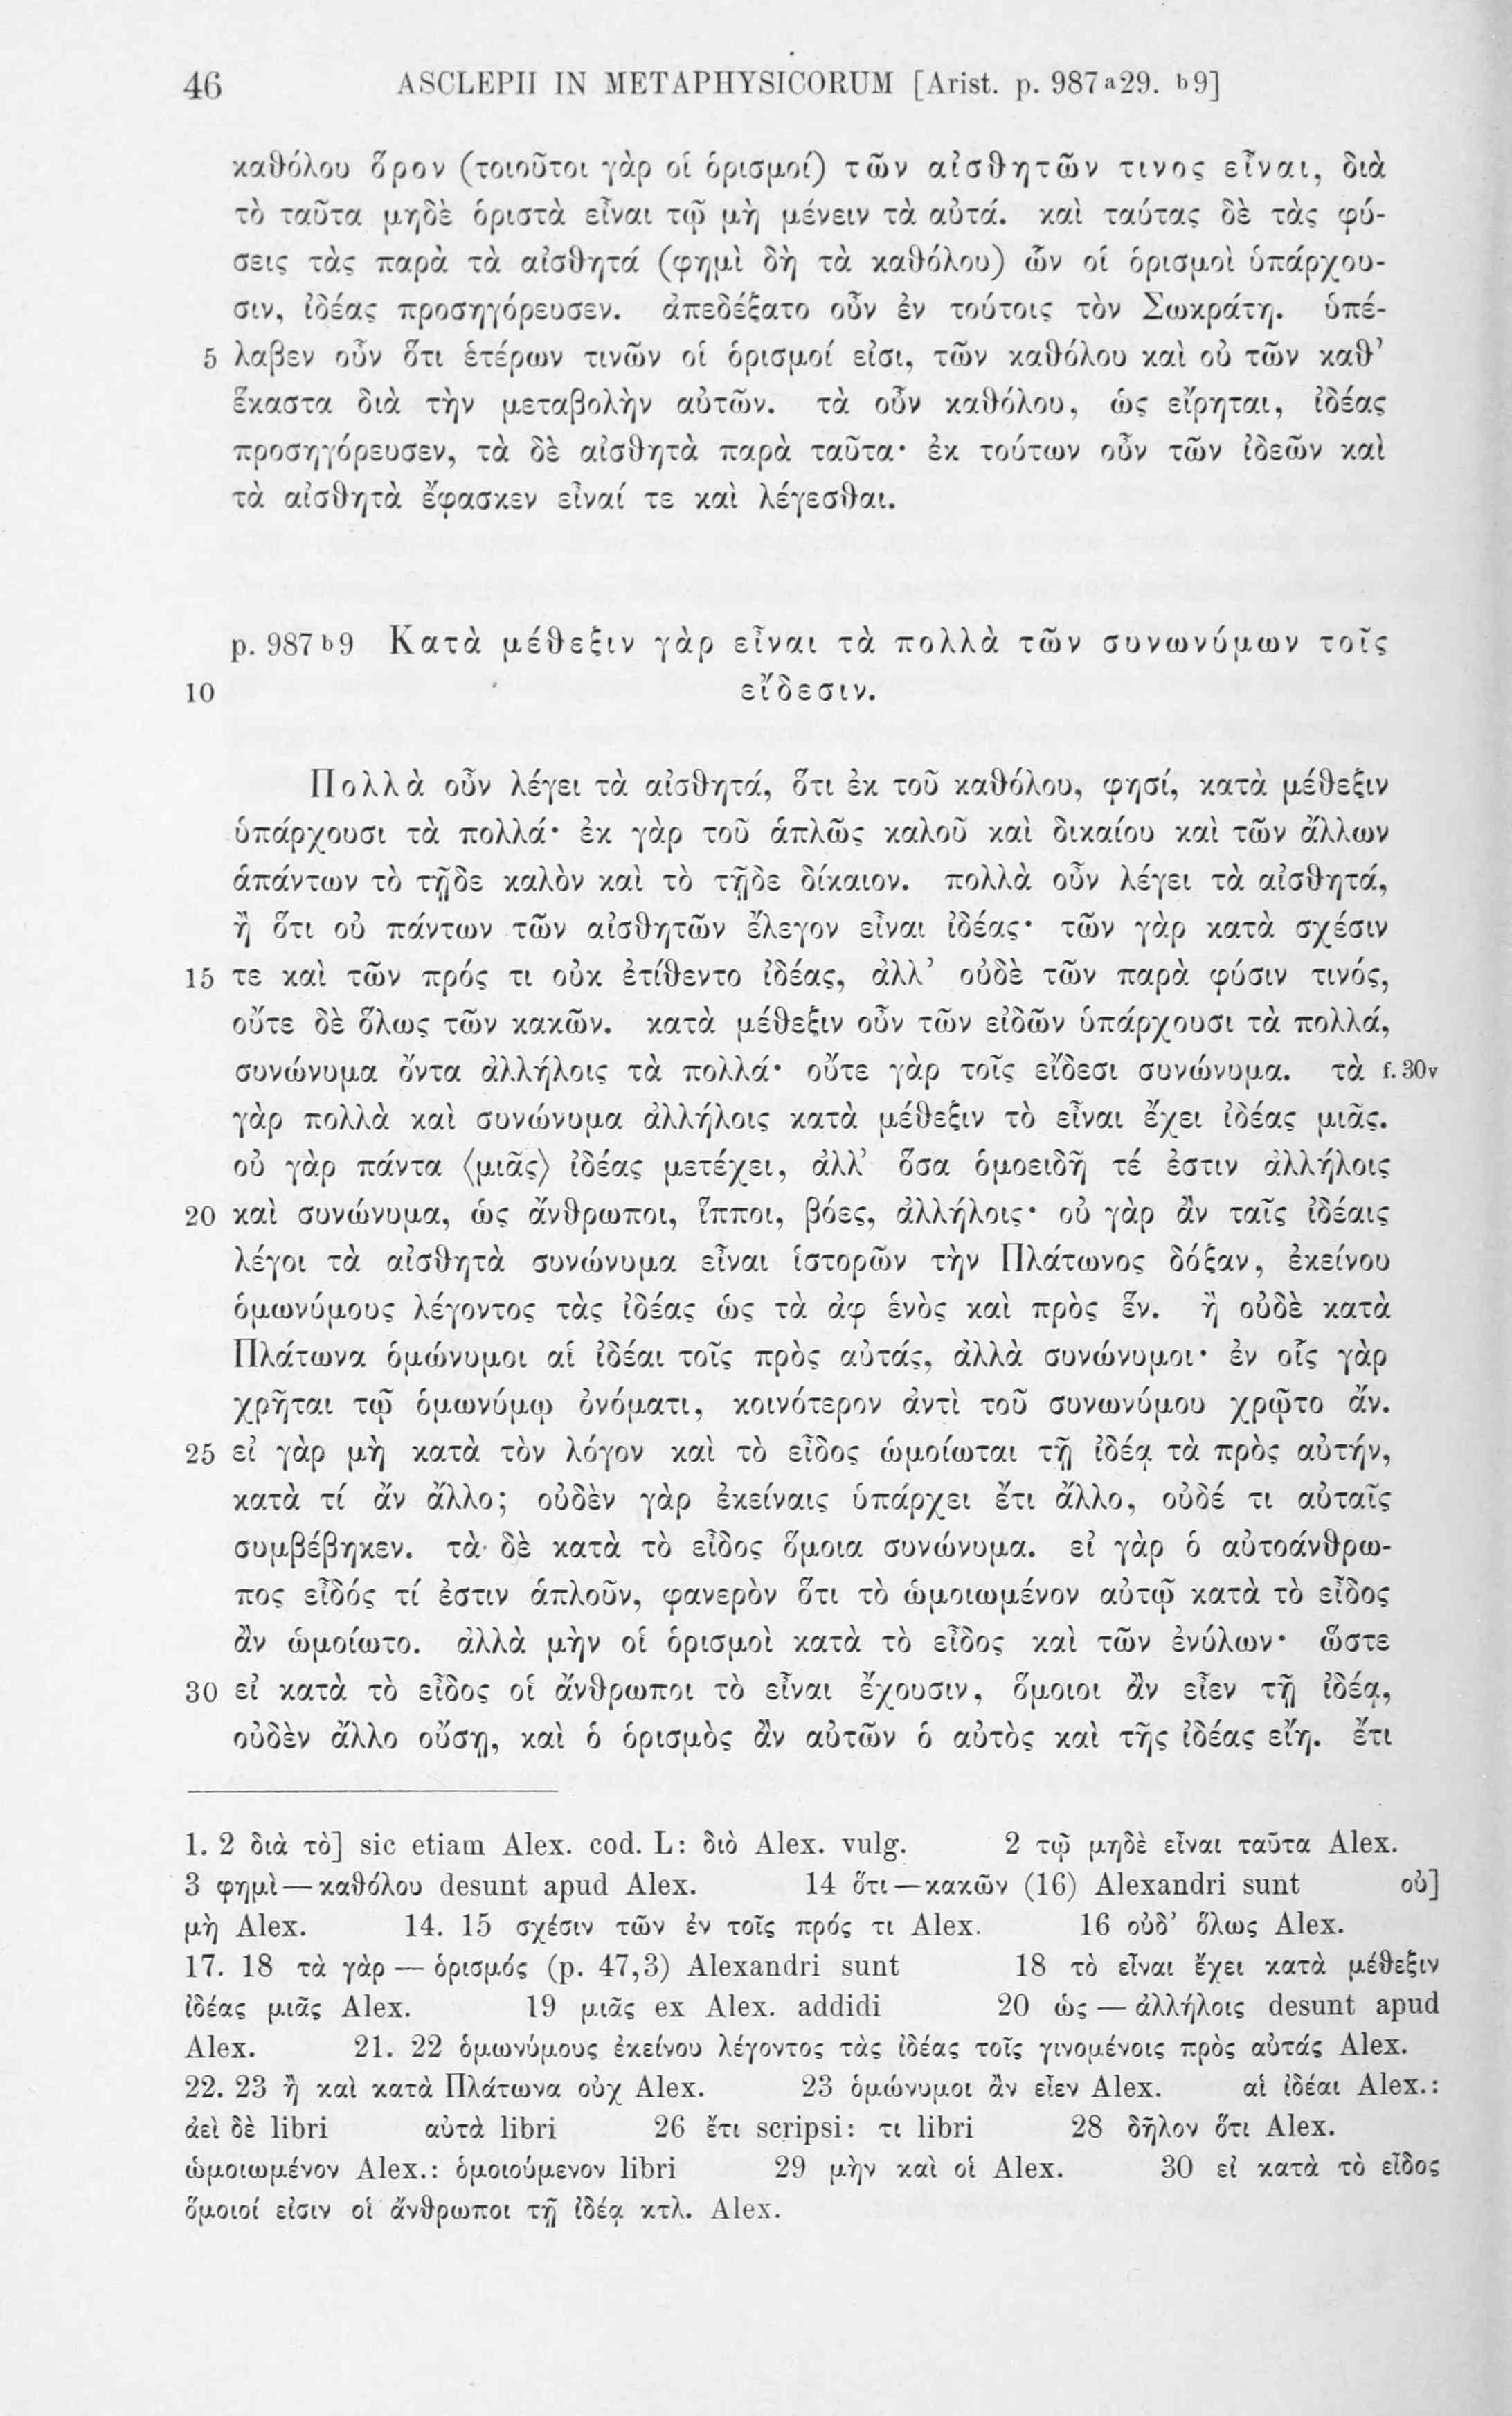 46 ASCLEPII IN METAPHYSICORUM [Arist. p. 987a29. b9]
καθόλου ὅρον (τοιοῦτοι γὰρ οἱ ὁρισμοί) τῶν αἰσθητῶν τινος εἶναι, διὰ
τὸ ταῦτα μηδὲ ὁριστὰ εἶναι τῷ μὴ μένειν τὰ αὐτά. καὶ ταύτας δὲ τὰς φύ-
σεις τὰς παρὰ τὰ αἰσθητά (φημὶ δὴ τὰ καθόλου) ὧν οἱ ὁρισμοὶ ὑπάρχου-
σιν, ἰδέας προσηγόρευσεν. ἀπεδέξατο οὖν ἐν τούτοις τὸν Σωκράτη. ὑπέ-
5 λαβεν οὖν ὅτι ἑτέρων τινῶν οἱ ὁρισμοί εἰσι, τῶν καθόλου καὶ οὐ τῶν καθ’
ἕκαστα διὰ τὴν μεταβολὴν αὐτῶν. τὰ οὖν καθόλου, ὡς εἴρηται, ἰδέας
προσηγόρευσεν, τὰ δὲ αἰσθητὰ παρὰ ταῦτα· ἐκ τούτων οὖν τῶν ἰδεῶν καὶ
τὰ αἰσθητὰ ἔφασκεν εἶναί τε καὶ λέγεσθαι.
p. 987b9 Κατὰ μέθεξιν γὰρ εἶναι τὰ πολλὰ τῶν συνωνύμων τοῖς
10 εἴδεσιν.
Πολλὰ οὖν λέγει τὰ αἰσθητά, ὅτι ἐκ τοῦ καθόλου, φησί, κατὰ μέθεξιν
ὑπάρχουσι τὰ πολλά· ἐκ γὰρ τοῦ ἁπλῶς καλοῦ καὶ δικαίου καὶ τῶν ἄλλων
ἁπάντων τὸ τῇδε καλὸν καὶ τὸ τῇδε δίκαιον. πολλὰ οὖν λέγει τὰ αἰσθητά,
ἢ ὅτι οὐ πάντων τῶν αἰσθητῶν ἔλεγον εἶναι ἰδέας· τῶν γὰρ κατὰ σχέσιν
15 τε καὶ τῶν πρός τι οὐκ ἐτίθεντο ἰδέας, ἀλλ’ οὐδὲ τῶν παρὰ φύσιν τινός,
οὔτε δὲ ὅλως τῶν κακῶν. κατὰ μέθεξιν οὖν τῶν εἰδῶν ὑπάρχουσι τὰ πολλά,
συνώνυμα ὄντα ἀλλήλοις τὰ πολλά· οὔτε γὰρ τοῖς εἴδεσι συνώνυμα. τὰ f. 30v
γὰρ πολλὰ καὶ συνώνυμα ἀλλήλοις κατὰ μέθεξιν τὸ εἶναι ἔχει ἰδέας μιᾶς.
οὐ γὰρ πάντα ⟨μιᾶς⟩ ἰδέας μετέχει, ἀλλ’ ὅσα ὁμοειδῆ τέ ἐστιν ἀλλήλοις
20 καὶ συνώνυμα, ὡς ἄνθρωποι, ἵπποι, βόες, ἀλλήλοις· οὐ γὰρ ἂν ταῖς ἰδέαις
λέγοι τὰ αἰσθητὰ συνώνυμα εἶναι ἱστορῶν τὴν Πλάτωνος δόξαν, ἐκείνου
ὁμωνύμους λέγοντος τὰς ἰδέας ὡς τὰ ἀφ ἑνὸς καὶ πρὸς ἕν. ἢ οὐδὲ κατὰ
Πλάτωνα ὁμώνυμοι αἱ ἰδέαι τοῖς πρὸς αὐτάς, ἀλλὰ συνώνυμοι· ἐν οἷς γὰρ
χρῆται τῷ ὁμωνύμῳ ὀνόματι, κοινότερον ἀντὶ τοῦ συνωνύμου χρῷτο ἄν.
25 εἰ γὰρ μὴ κατὰ τὸν λόγον καὶ τὸ εἶδος ὡμοίωται τῇ ἰδέᾳ τὰ πρὸς αὐτήν,
κατὰ τί ἂν ἄλλο; οὐδὲν γὰρ ἐκείναις ὑπάρχει ἔτι ἄλλο, οὐδέ τι αὐταῖς
συμβέβηκεν. τὰ δὲ κατὰ τὸ εἶδος ὅμοια συνώνυμα. εἰ γὰρ ὁ αὐτοάνθρω-
πος εἶδός τί ἐστιν ἁπλοῦν, φανερὸν ὅτι τὸ ὡμοιωμένον αὐτῷ κατὰ τὸ εἶδος
ἂν ὡμοίωτο. ἀλλὰ μὴν οἱ ὁρισμοὶ κατὰ τὸ εἶδος καὶ τῶν ἐνύλων· ὥστε
30 εἰ κατὰ τὸ εἶδος οἱ ἄνθρωποι τὸ εἶναι ἔχουσιν, ὅμοιοι ἂν εἶεν τῇ ἰδέᾳ,
οὐδὲν ἄλλο οὔσῃ, καὶ ὁ ὁρισμὸς ἂν αὐτῶν ὁ αὐτὸς καὶ τῆς ἰδέας εἴη. ἔτι
1. 2 διὰ τὸ] sic etiam Alex. cod. L: διὸ Alex. vulg. 2 τῷ μηδὲ εἶναι ταῦτα Alex.
3 φημὶ — καθόλου desunt apud Alex. 14 ὅτι — κακῶν (16) Alexandri sunt οὐ]
μὴ Alex. 14. 15 σχέσιν τῶν ἐν τοῖς πρός τι Alex. 16 οὐδ’ ὅλως Alex.
17. 18 τὰ γὰρ — ὁρισμός (p. 47,3) Alexandri sunt 18 τὸ εἶναι ἔχει κατὰ μέθεξιν
ἰδέας μιᾶς Alex. 19 μιᾶς ex Alex. addidi 20 ὡς — ἀλλήλοις desunt apud
Alex. 21. 22 ὁμωνύμους ἐκείνου λέγοντος τὰς ἰδέας τοῖς γινομένοις πρὸς αὐτάς Alex.
22. 23 ἢ καὶ κατὰ Πλάτωνα οὐχ Alex. 23 ὁμώνυμοι ἂν εἶεν Alex. αἱ ἰδέαι Alex.:
ἀεὶ δὲ libri αὐτὰ libri 26 ἔτι scripsi: τι libri 28 δῆλον ὅτι Alex.
ὡμοιωμένον Alex.: ὁμοιούμενον libri 29 μὴν καὶ οἱ Alex. 30 εἰ κατὰ τὸ εἶδος
ὅμοιοί εἰσιν οἱ ἄνθρωποι τῇ ἰδέᾳ κτλ. Alex.